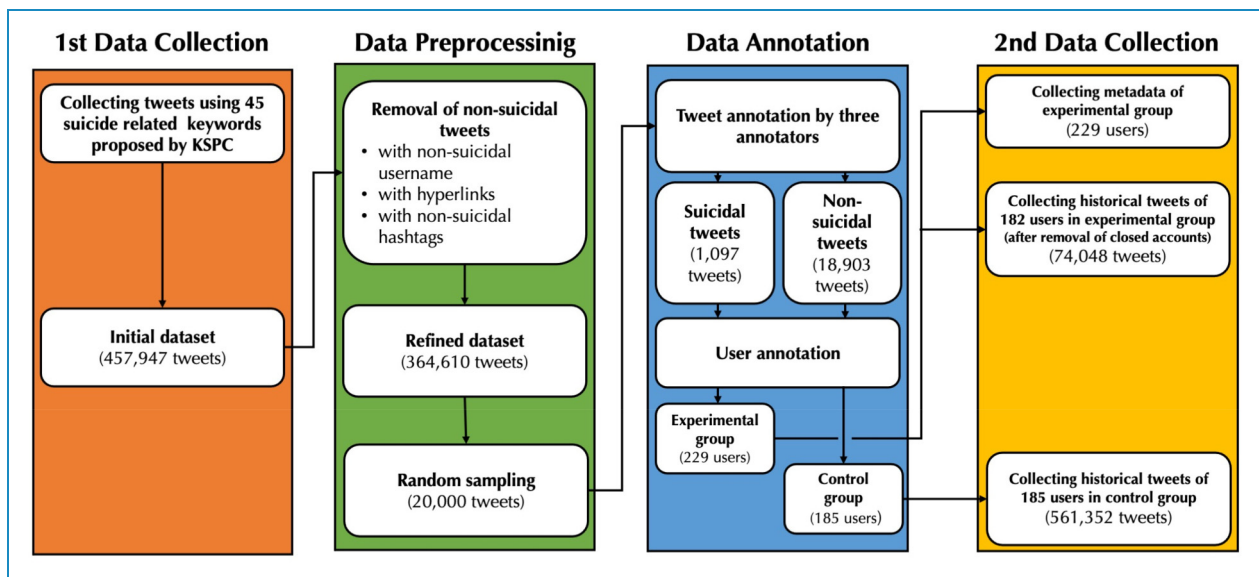 1st Data Collection
Collecting tweets using 45
suicide related keywords
proposed by KSPC
Initial dataset
(457,947 tweets)
Data Preprocessinig
Removal of non-suicidal
tweets
• with non-suicidal
username
• with hyperlinks
• with non-suicidal
hashtags
Refined dataset
(364,610 tweets)
Random sampling
(20,000 tweets)
Data Annotation
Tweet annotation by three
annotators
Suicidal
tweets
(1,097
tweets)
Non-
suicidal
tweets
(18,903
tweets)
User annotation
Experimental
group
(229 users)
Control
group
(185 users)
2nd Data Collection
Collecting metadata of
experimental group
(229 users)
Collecting historical tweets of
182 users in experimental group
(after removal of closed accounts)
(74,048 tweets)
Collecting historical tweets of
185 users in control group
(561,352 tweets)